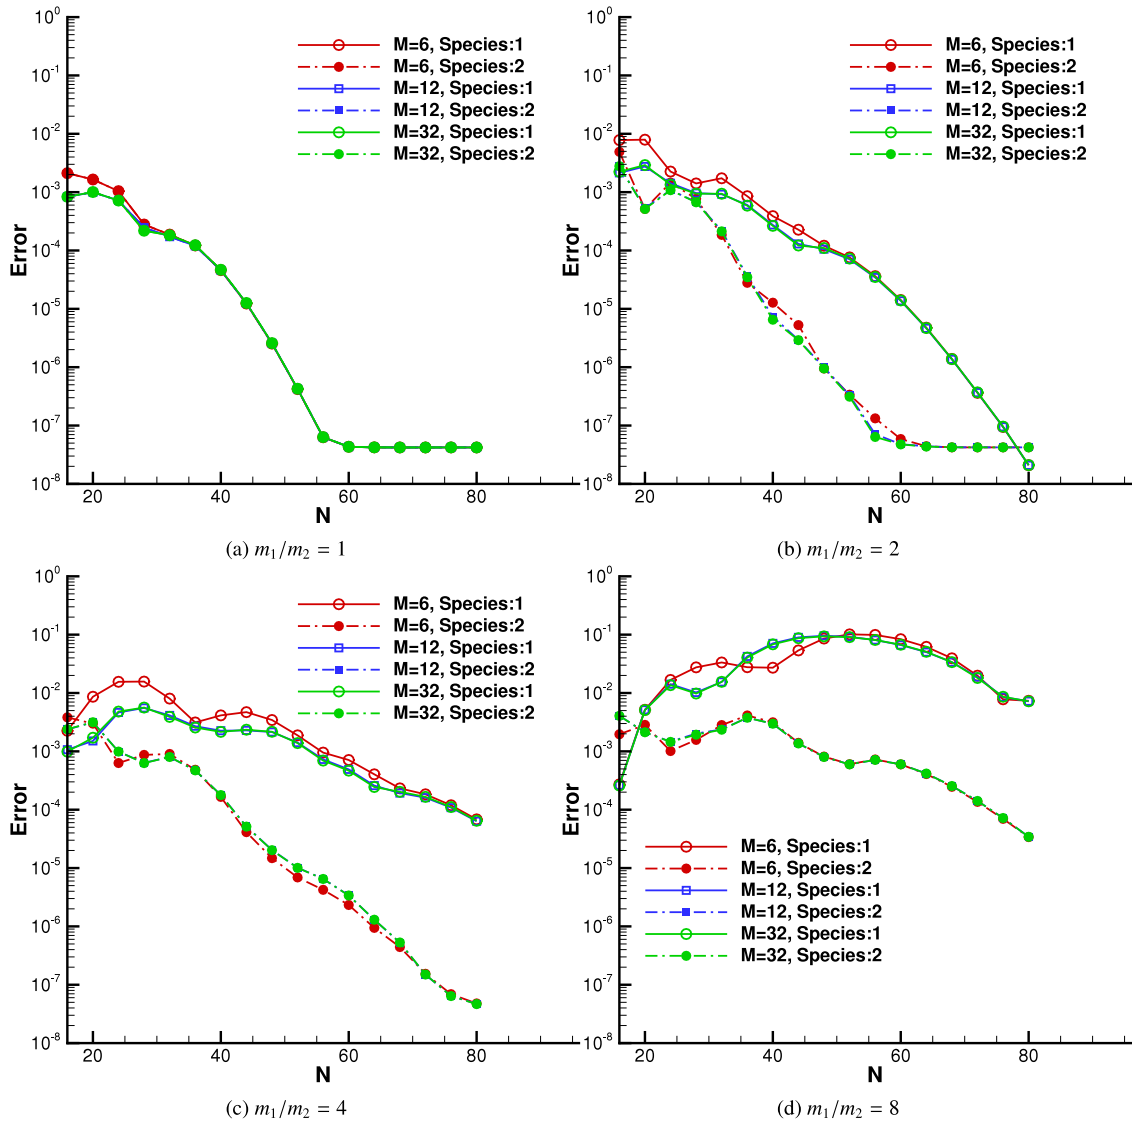 10^0
10^-1
10^-2
10^-3
10^-4
10^-5
10^-6
10^-7
10^-8
Error
M=6, Species:1
M=6, Species:2
M=12, Species:1
M=12, Species:2
M=32, Species:1
M=32, Species:2
20 40 60 80
N
(a) m₁/m₂ = 1
10^0
10^-1
10^-2
10^-3
10^-4
10^-5
10^-6
10^-7
10^-8
Error
M=6, Species:1
M=6, Species:2
M=12, Species:1
M=12, Species:2
M=32, Species:1
M=32, Species:2
20 40 60 80
N
(b) m₁/m₂ = 2
10^0
10^-1
10^-2
10^-3
10^-4
10^-5
10^-6
10^-7
10^-8
Error
M=6, Species:1
M=6, Species:2
M=12, Species:1
M=12, Species:2
M=32, Species:1
M=32, Species:2
20 40 60 80
N
(c) m₁/m₂ = 4
10^0
10^-1
10^-2
10^-3
10^-4
10^-5
10^-6
10^-7
10^-8
Error
M=6, Species:1
M=6, Species:2
M=12, Species:1
M=12, Species:2
M=32, Species:1
M=32, Species:2
20 40 60 80
N
(d) m₁/m₂ = 8